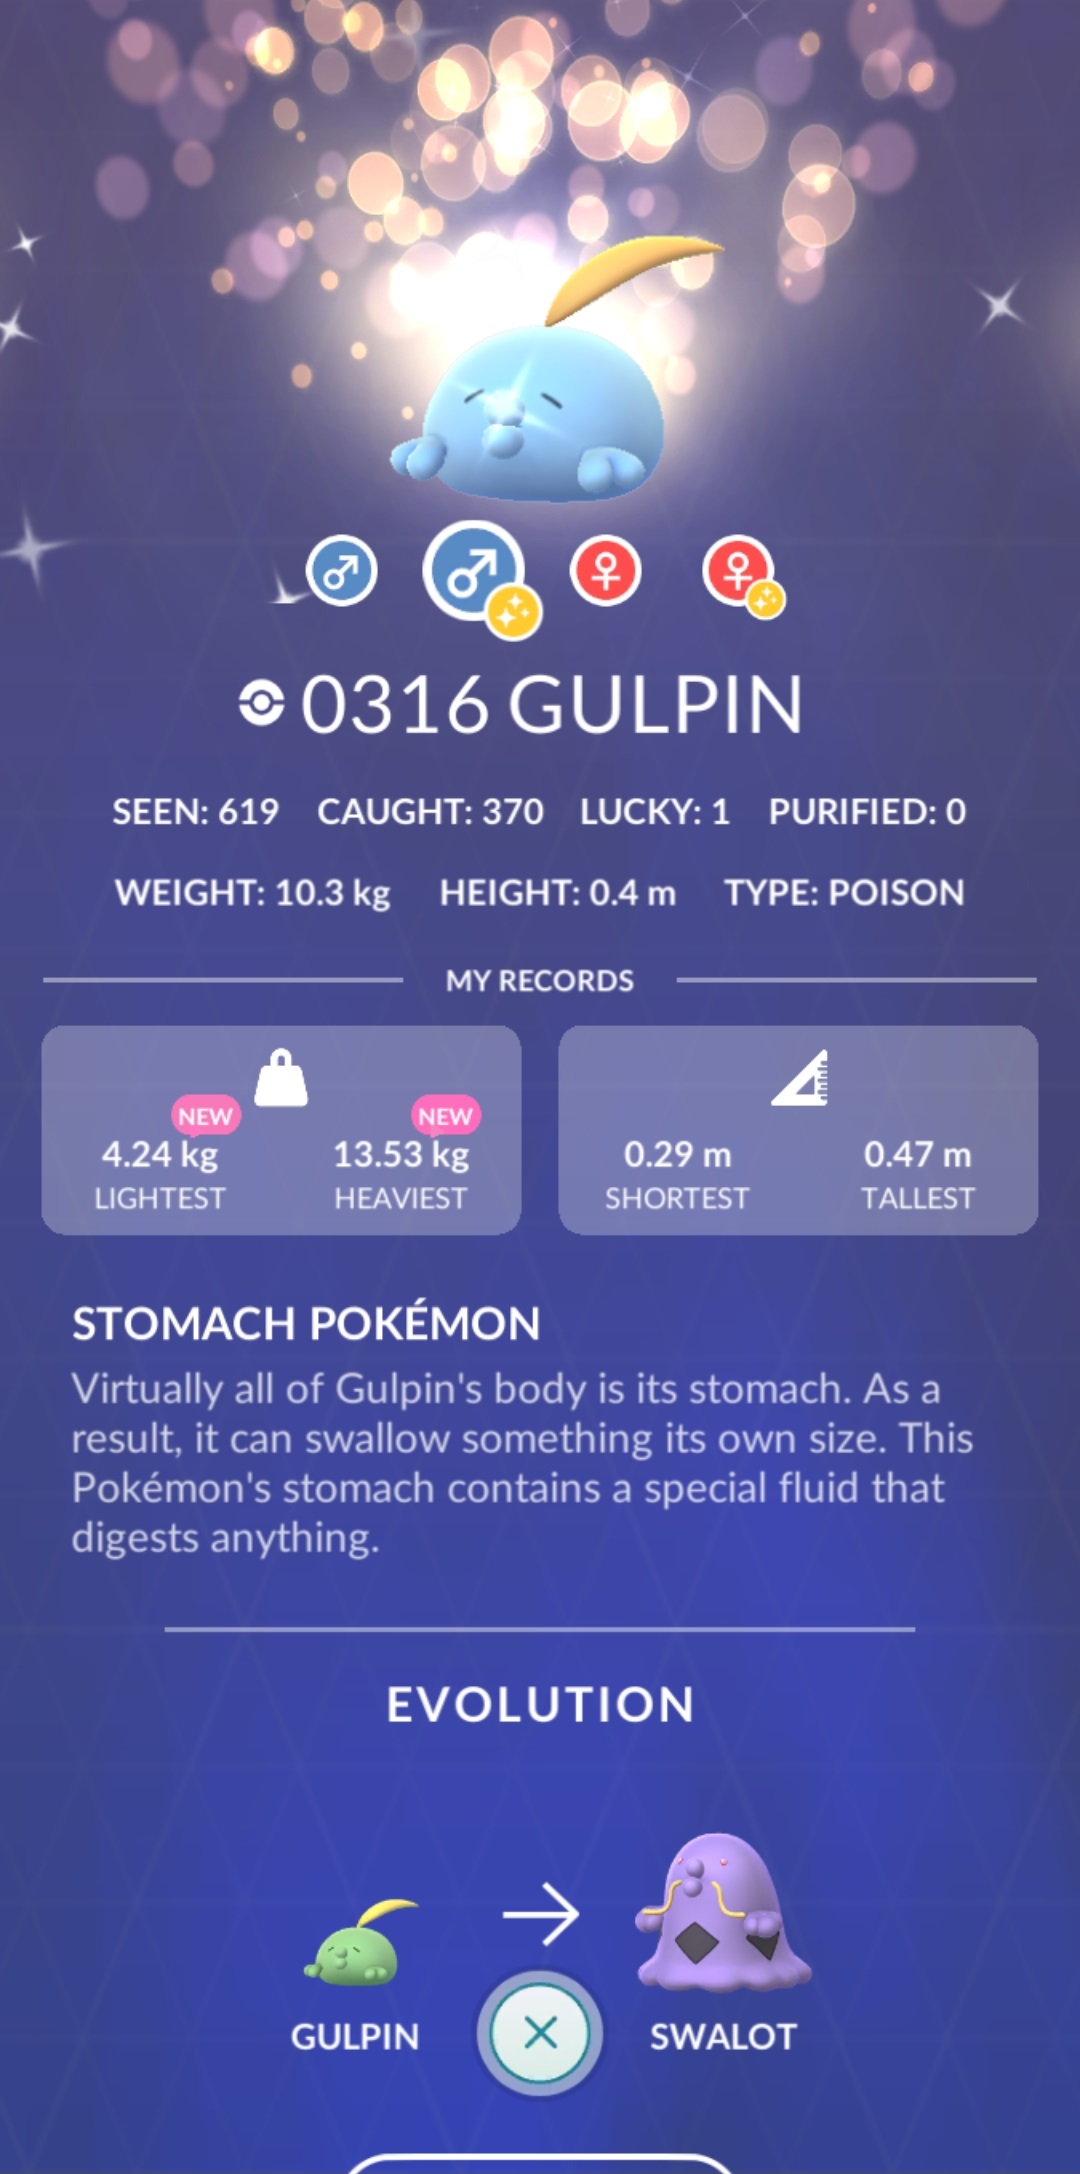 0316 GULPIN
SEEN: 619 CAUGHT: 370 LUCKY: 1 PURIFIED: 0
WEIGHT: 10.3 kg HEIGHT: 0.4 m TYPE: POISON
MY RECORDS
NEW NEW
4.24 kg 13.53 kg 0.29 m 0.47 m
LIGHTEST HEAVIEST SHORTEST TALLEST
STOMACH POKÉMON
Virtually all of Gulpin's body is its stomach. As a
result, it can swallow something its own size. This
Pokémon's stomach contains a special fluid that
digests anything.
EVOLUTION
GULPIN SWALOT